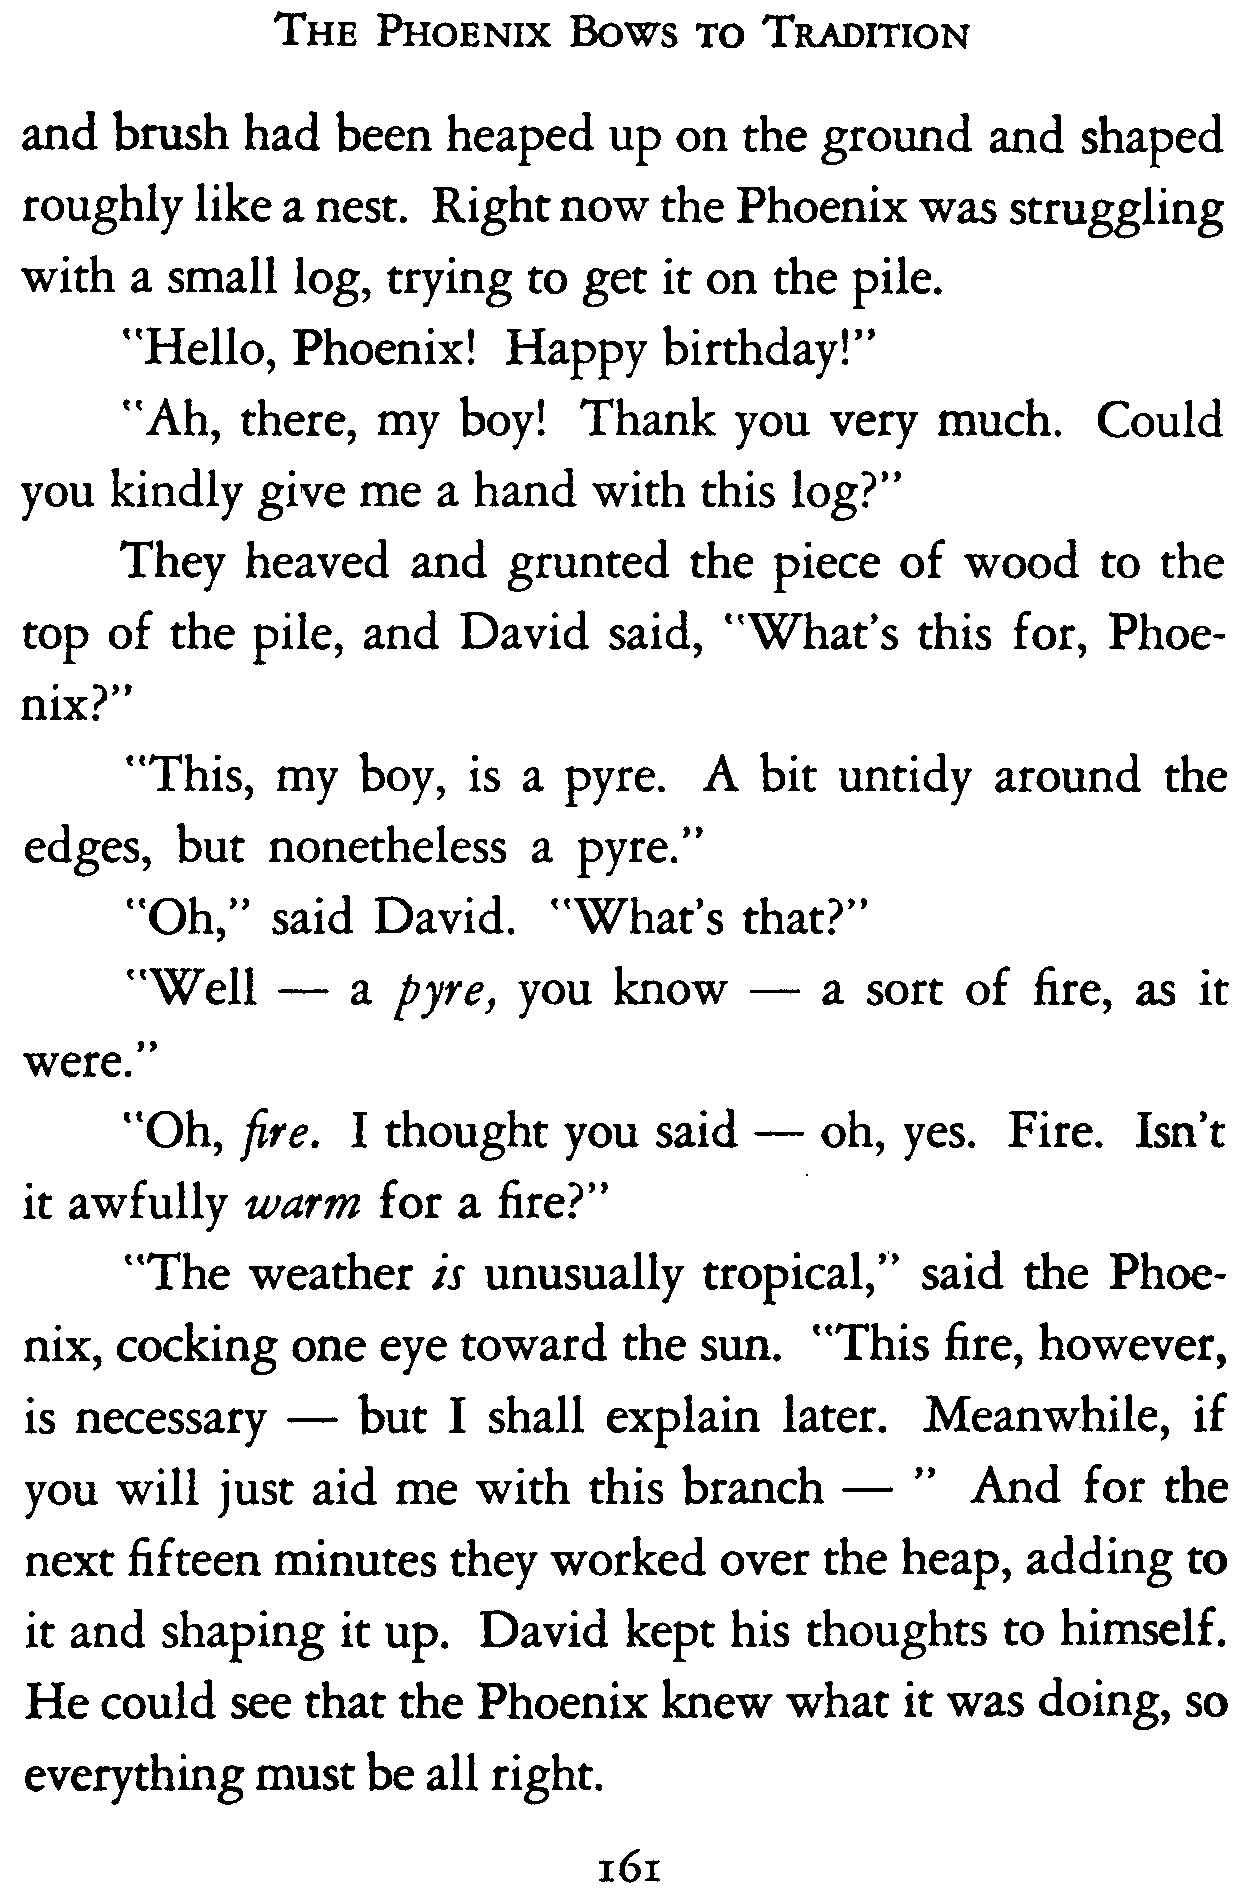 The Phoenix Bows to Tradition
and brush had been heaped up on the ground and shaped
roughly like a nest. Right now the Phoenix was struggling
with a small log, trying to get it on the pile.
"Hello, Phoenix! Happy birthday!"
"Ah, there, my boy! Thank you very much. Could
you kindly give me a hand with this log?"
They heaved and grunted the piece of wood to the
top of the pile, and David said, "What's this for, Phoe-
nix?"
"This, my boy, is a pyre. A bit untidy around the
edges, but nonetheless a pyre."
"Oh," said David. "What's that?"
"Well — a pyre, you know — a sort of fire, as it
were."
"Oh, fire. I thought you said — oh, yes. Fire. Isn't
it awfully warm for a fire?"
"The weather is unusually tropical," said the Phoe-
nix, cocking one eye toward the sun. "This fire, however,
is necessary — but I shall explain later. Meanwhile, if
you will just aid me with this branch — " And for the
next fifteen minutes they worked over the heap, adding to
it and shaping it up. David kept his thoughts to himself.
He could see that the Phoenix knew what it was doing, so
everything must be all right.
161